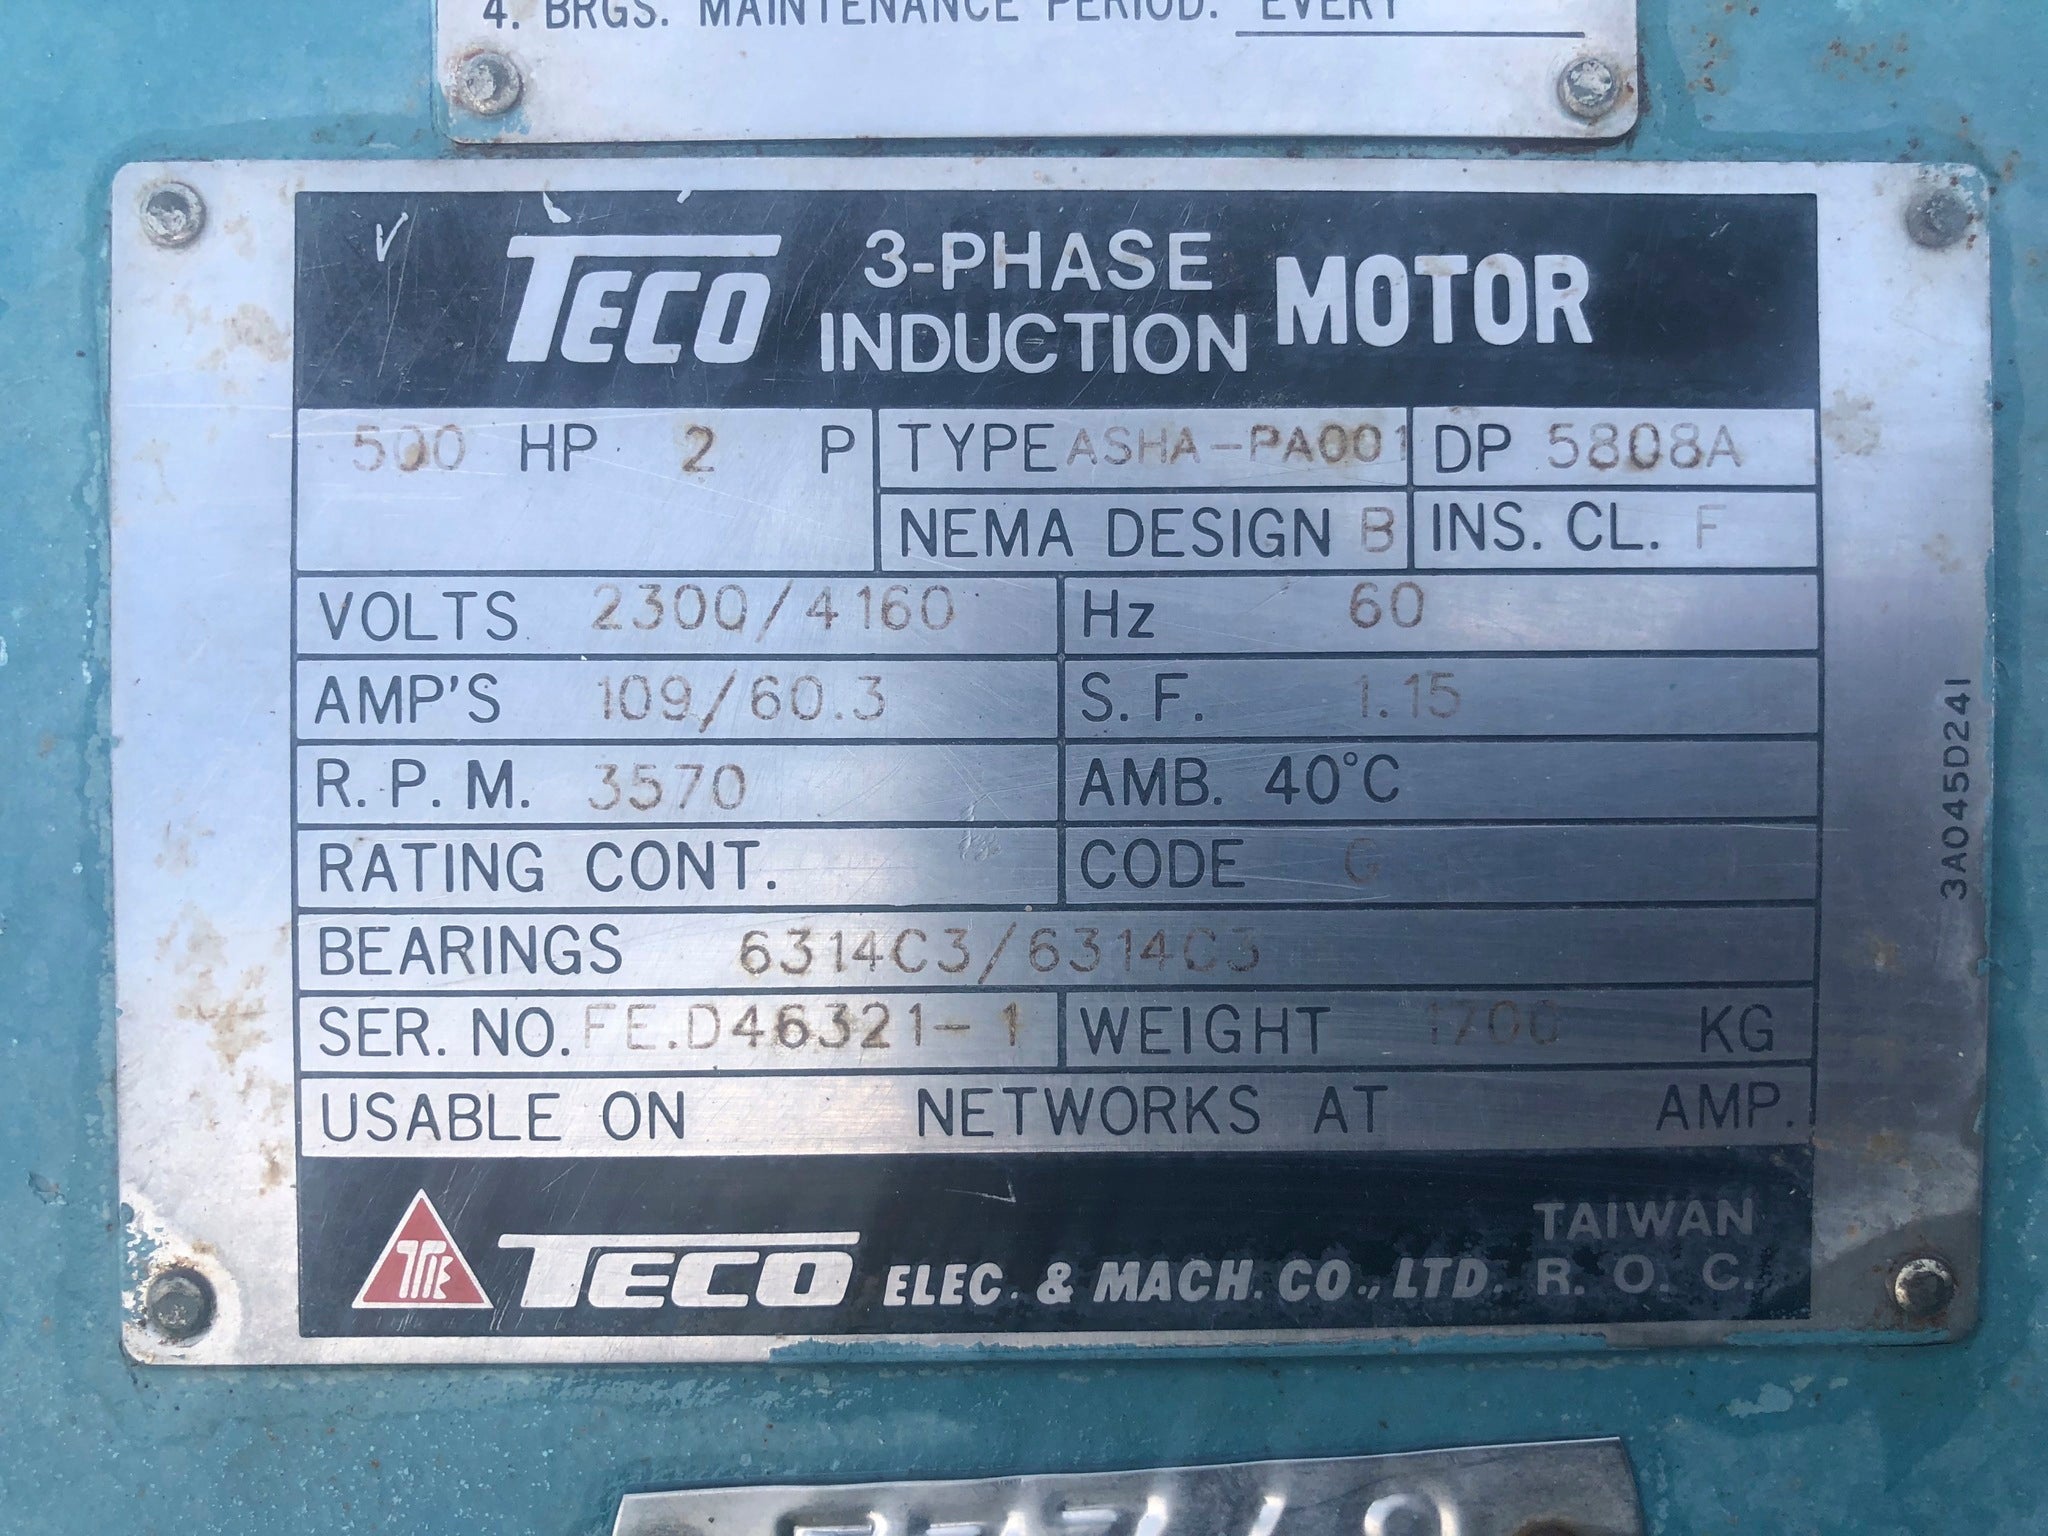 4. BRGS. MAINTENANCE PERIOD. EVERY
TECO 3-PHASE INDUCTION MOTOR
500 HP 2 P TYPE ASHA-PA001 DP 5808A
NEMA DESIGN B INS. CL. F
VOLTS 2300/4160 Hz 60
AMP'S 109/60.3 S.F. 1.15
R.P.M. 3570 AMB. 40°C
RATING CONT. CODE G
BEARINGS 6314C3/6314C3
SER. NO. FE.D46321-1 WEIGHT 1700 KG
USABLE ON NETWORKS AT AMP.
TECO ELEC. & MACH. CO., LTD. TAIWAN R. O. C.
3A045D241